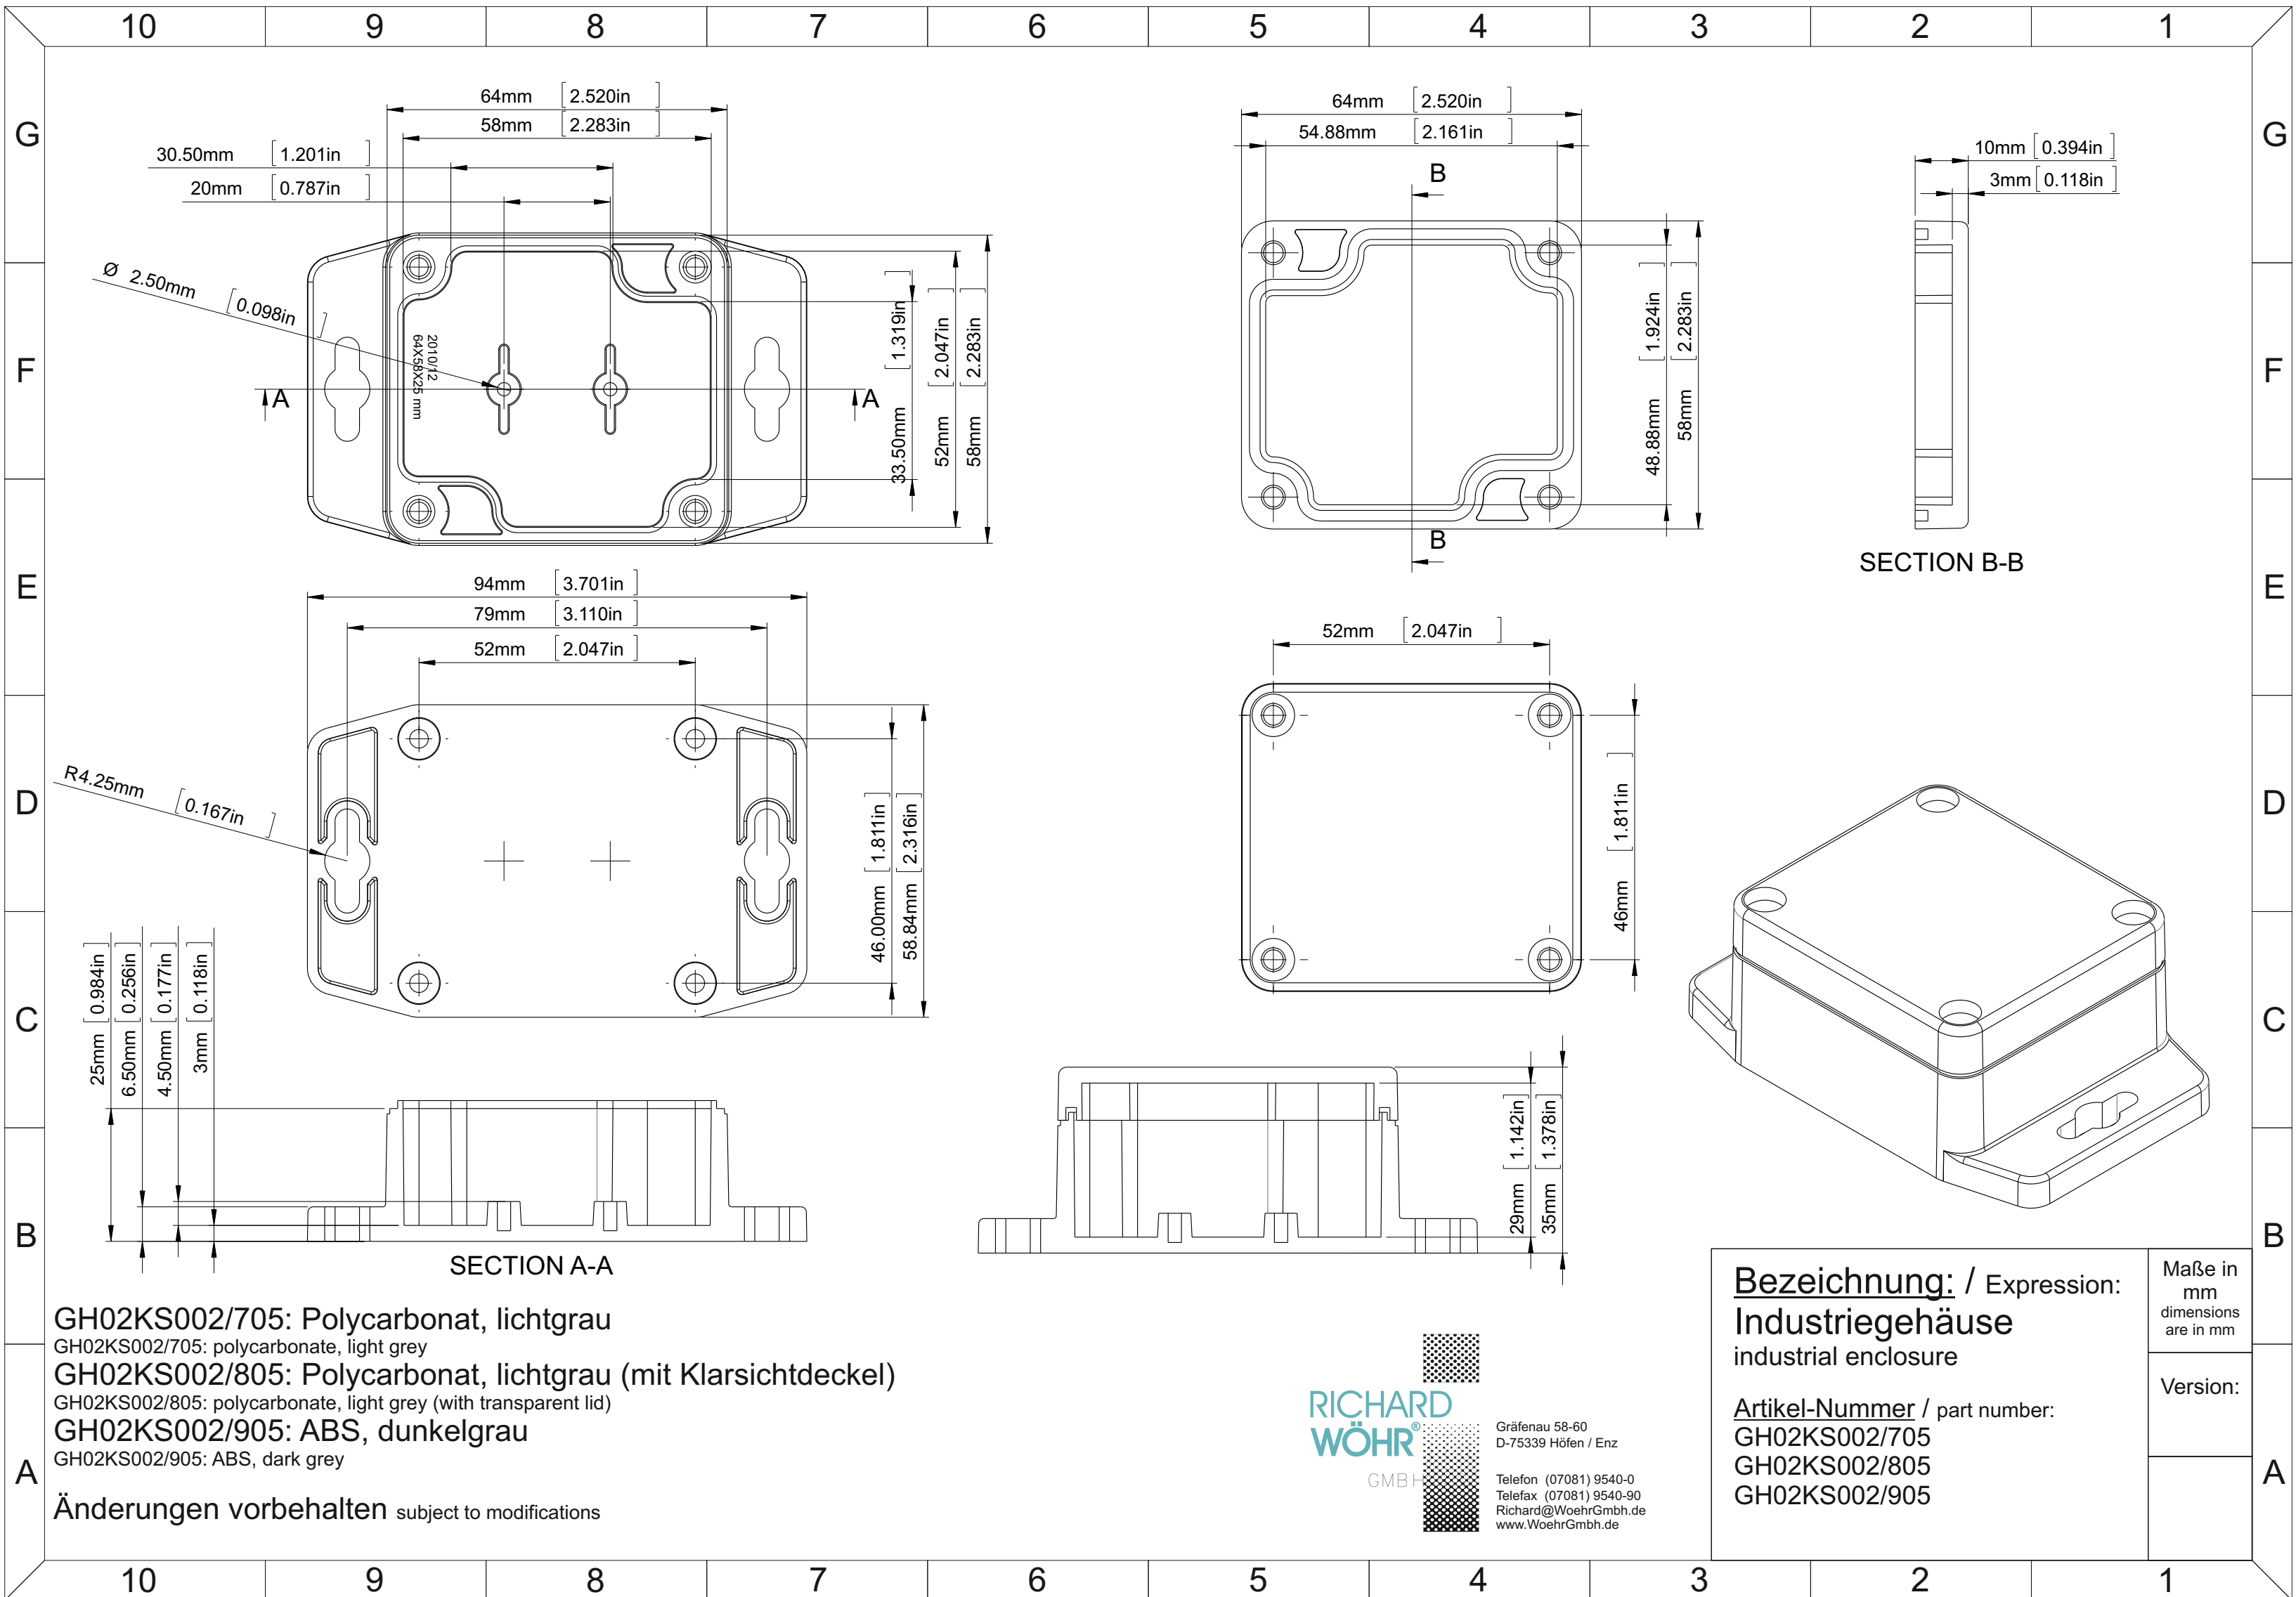 10 9 8 7 6 5 4 3 2 1
G
F
E
D
C
B
A
64mm [2.520in]
58mm [2.283in]
30.50mm [1.201in]
20mm [0.787in]
Ø 2.50mm [0.098in]
2010/12
64X58X25 mm
A
A
33.50mm [1.319in]
52mm [2.047in]
58mm [2.283in]
64mm [2.520in]
54.88mm [2.161in]
B
B
48.88mm [1.924in]
58mm [2.283in]
10mm [0.394in]
3mm [0.118in]
SECTION B-B
94mm [3.701in]
79mm [3.110in]
52mm [2.047in]
R4.25mm [0.167in]
46.00mm [1.811in]
58.84mm [2.316in]
52mm [2.047in]
46mm [1.811in]
25mm [0.984in]
6.50mm [0.256in]
4.50mm [0.177in]
3mm [0.118in]
SECTION A-A
29mm [1.142in]
35mm [1.378in]
GH02KS002/705: Polycarbonat, lichtgrau
GH02KS002/705: polycarbonate, light grey
GH02KS002/805: Polycarbonat, lichtgrau (mit Klarsichtdeckel)
GH02KS002/805: polycarbonate, light grey (with transparent lid)
GH02KS002/905: ABS, dunkelgrau
GH02KS002/905: ABS, dark grey
Änderungen vorbehalten subject to modifications
RICHARD
WÖHR®
GMBH
Gräfenau 58-60
D-75339 Höfen / Enz
Telefon (07081) 9540-0
Telefax (07081) 9540-90
Richard@WoehrGmbh.de
www.WoehrGmbh.de
Bezeichnung: / Expression:
Industriegehäuse
industrial enclosure
Artikel-Nummer / part number:
GH02KS002/705
GH02KS002/805
GH02KS002/905
Maße in
mm
dimensions
are in mm
Version:
G
F
E
D
C
B
A
10 9 8 7 6 5 4 3 2 1